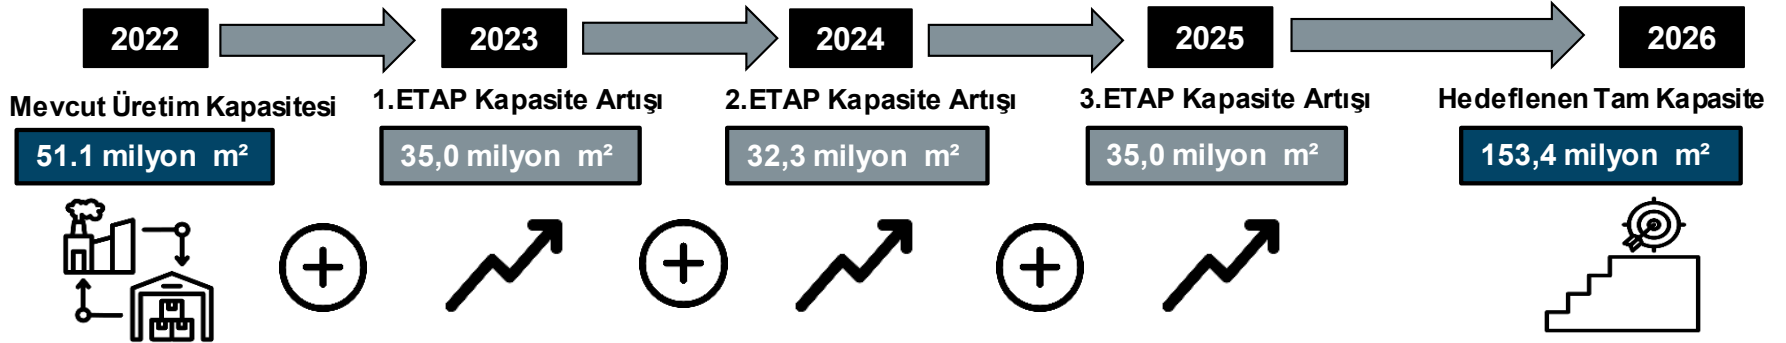 2022
2023
2024
2025
2026
Mevcut Üretim Kapasitesi
1.ETAP Kapasite Artışı
2.ETAP Kapasite Artışı
3.ETAP Kapasite Artışı
Hedeflenen Tam Kapasite
51.1 milyon m²
35,0 milyon m²
32,3 milyon m²
35,0 milyon m²
153,4 milyon m²